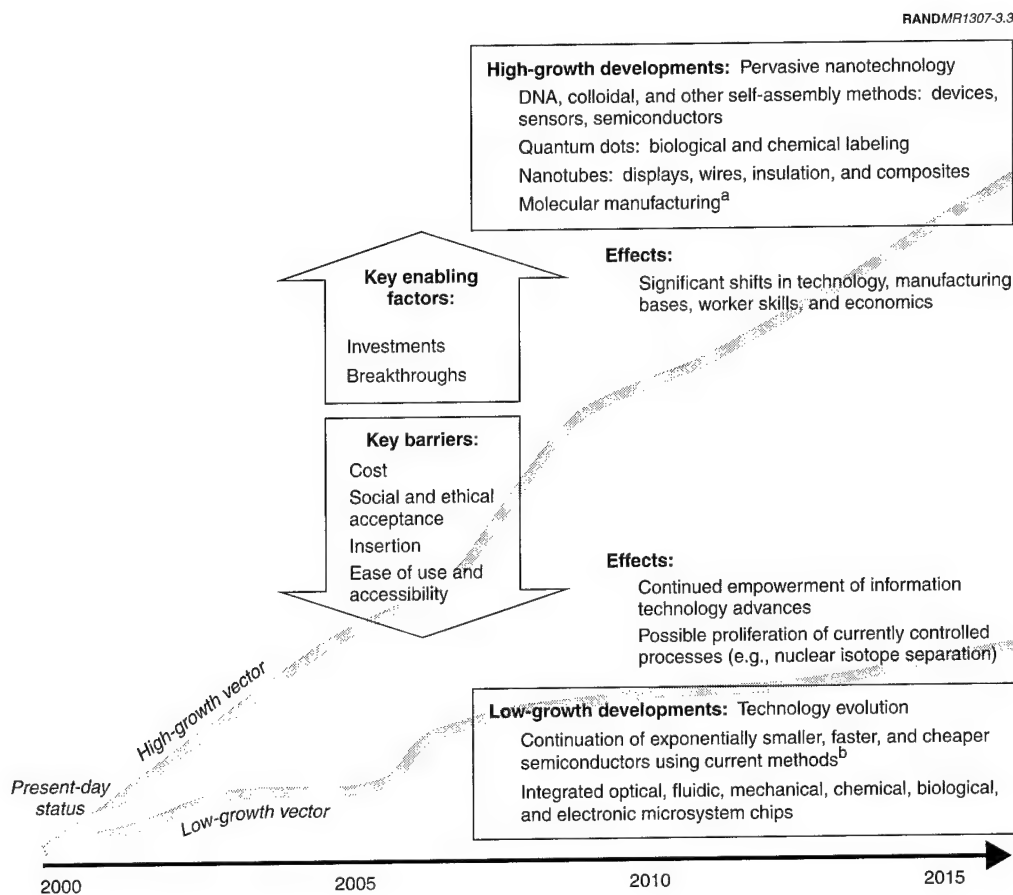 RANDMR1307-3.3
High-growth developments: Pervasive nanotechnology
DNA, colloidal, and other self-assembly methods: devices,
sensors, semiconductors
Quantum dots: biological and chemical labeling
Nanotubes: displays, wires, insulation, and composites
Molecular manufacturingᵃ
Key enabling
factors:
Investments
Breakthroughs
Effects:
Significant shifts in technology, manufacturing
bases, worker skills, and economics
Key barriers:
Cost
Social and ethical
acceptance
Insertion
Ease of use and
accessibility
Effects:
Continued empowerment of information
technology advances
Possible proliferation of currently controlled
processes (e.g., nuclear isotope separation)
High-growth vector
Low-growth developments: Technology evolution
Continuation of exponentially smaller, faster, and cheaper
semiconductors using current methodsᵇ
Integrated optical, fluidic, mechanical, chemical, biological,
and electronic microsystem chips
Present-day
status
Low-growth vector
2000 2005 2010 2015